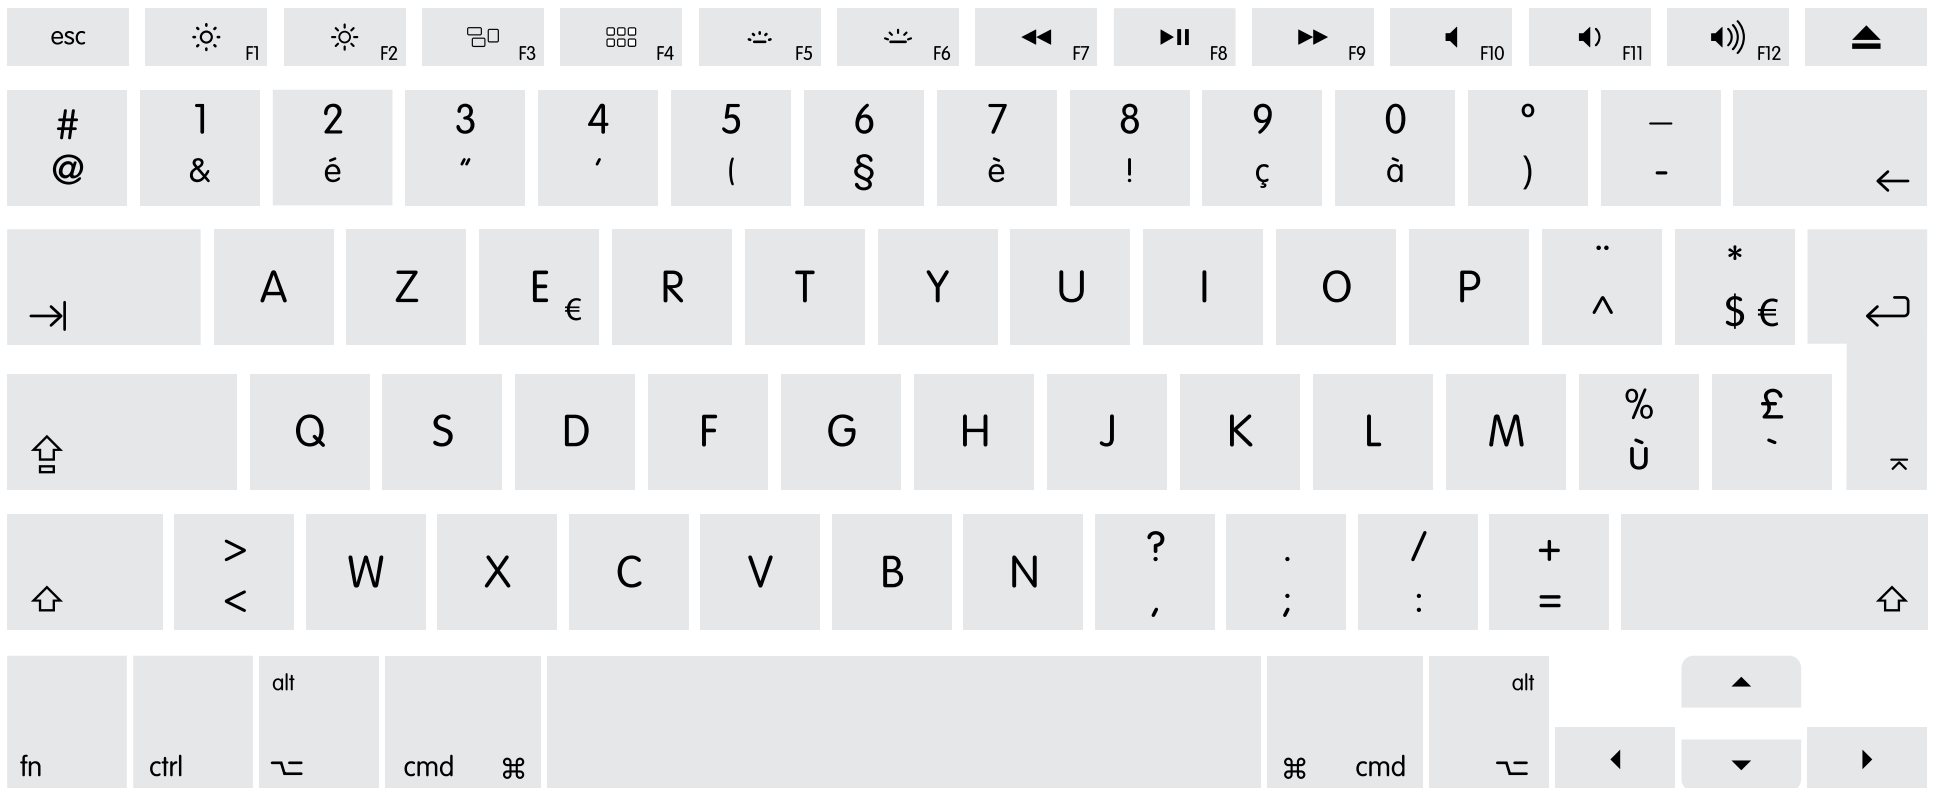 esc F1 F2 F3 F4 F5 F6 F7 F8 F9 F10 F11 F12
# 1 2 3 4 5 6 7 8 9 0 ° _
@ & é " ' ( § è ! ç à ) -
A Z E € R T Y U I O P ¨ *
^ $ €
Q S D F G H J K L M % £
ù `
> ? . / +
W X C V B N
< , ; : =
alt alt
fn ctrl cmd ⌘ ⌘ cmd